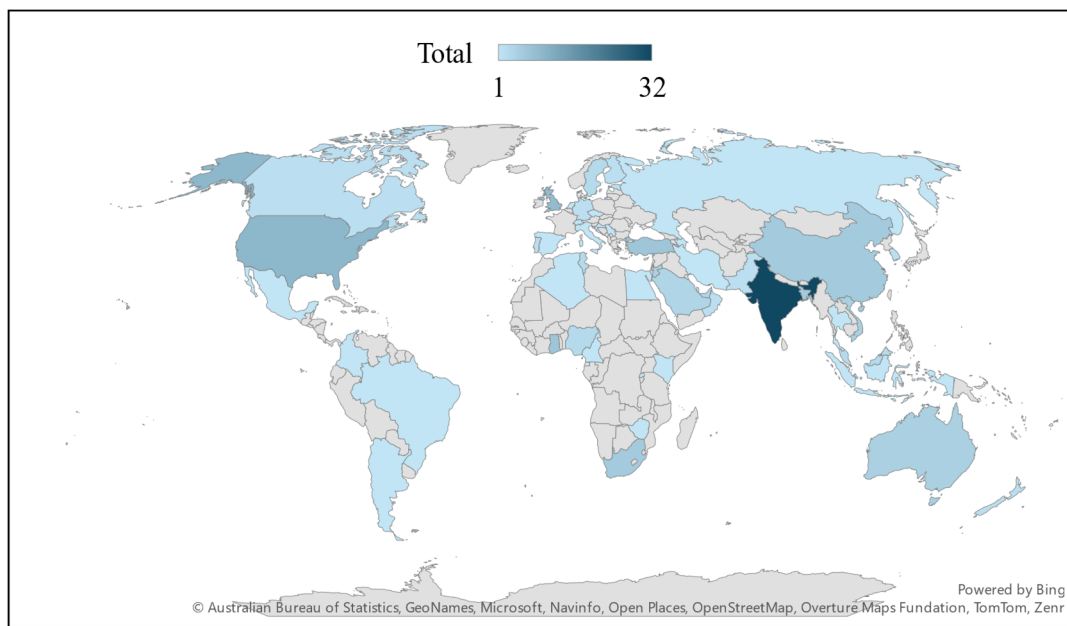 Total
1 32
Powered by Bing
© Australian Bureau of Statistics, GeoNames, Microsoft, Navinfo, Open Places, OpenStreetMap, Overture Maps Fundation, TomTom, Zenr